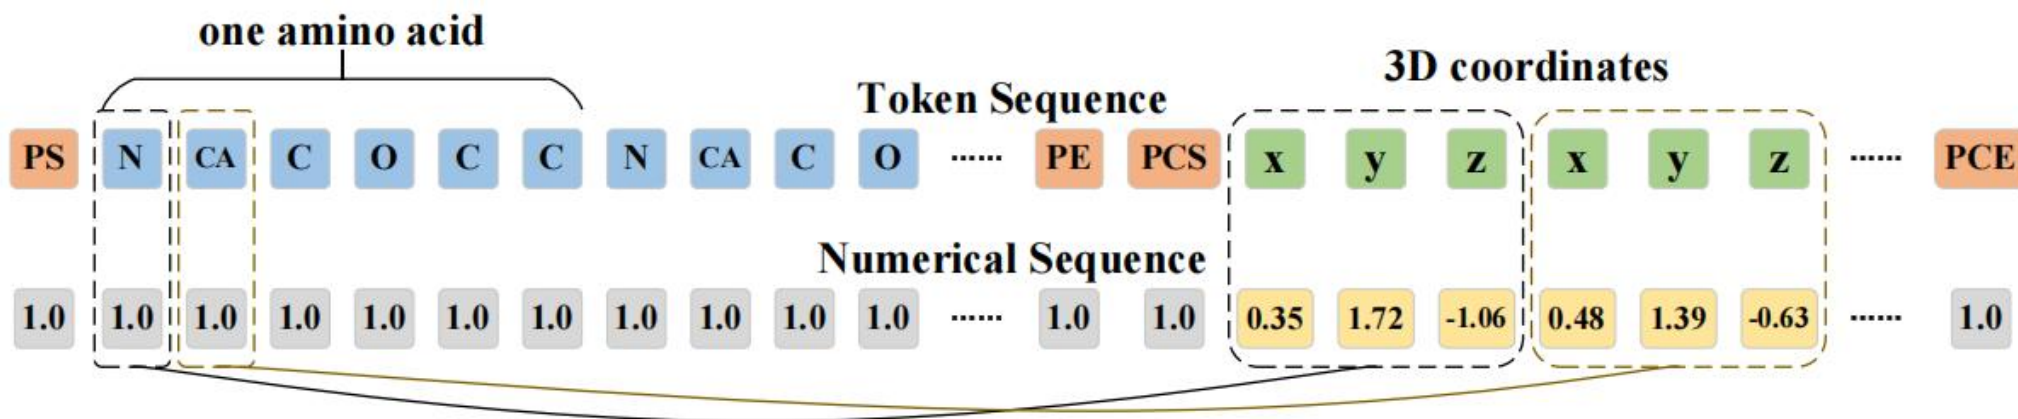 one amino acid
3D coordinates
Token Sequence
PS N CA C O C C N CA C O ...... PE PCS x y z x y z ...... PCE
Numerical Sequence
1.0 1.0 1.0 1.0 1.0 1.0 1.0 1.0 1.0 1.0 1.0 ...... 1.0 1.0 0.35 1.72 -1.06 0.48 1.39 -0.63 ...... 1.0